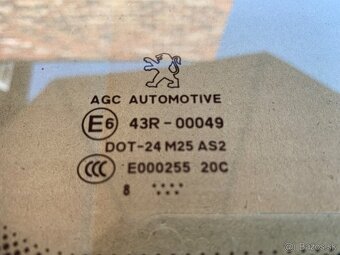 AGC AUTOMOTIVE
E6 43R-00049
DOT-24 M25 AS2
CCC E000255 20C
8 ....